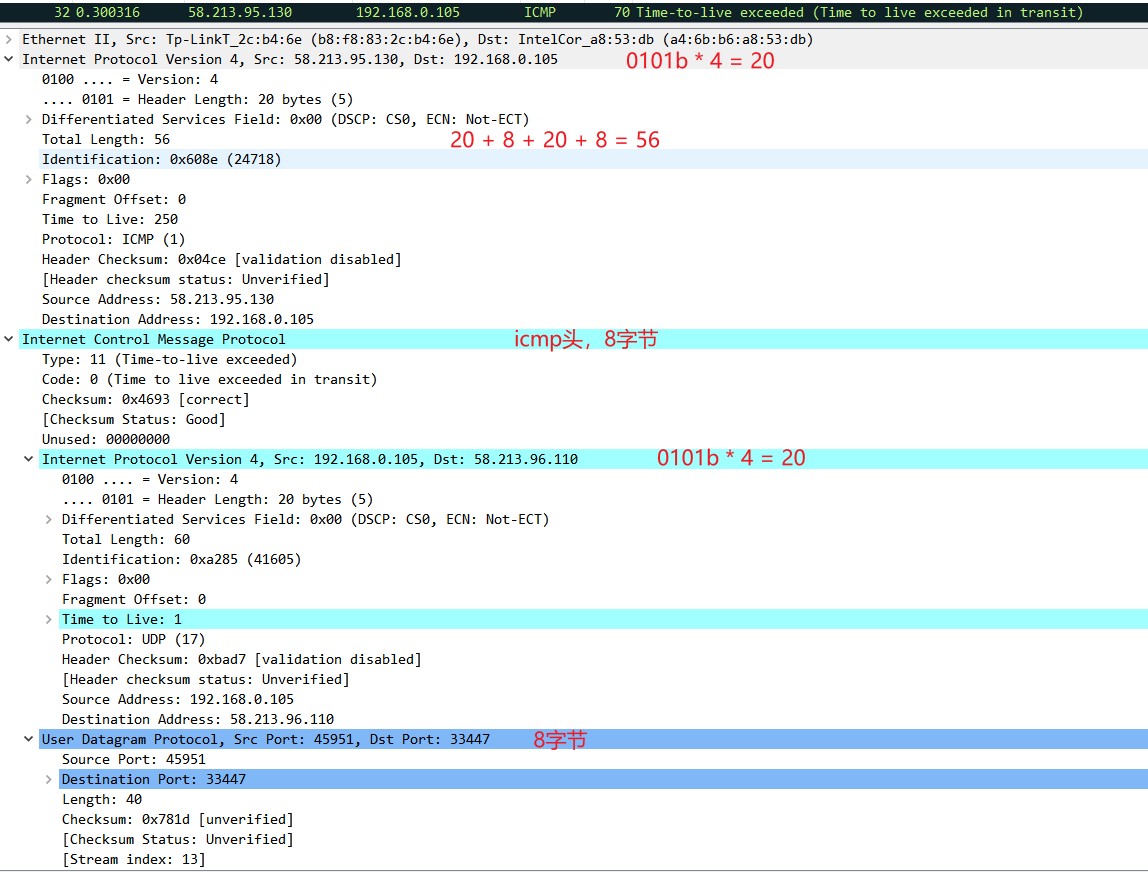 32 0.300316 58.213.95.130 192.168.0.105 ICMP 70 Time-to-live exceeded (Time to live exceeded in transit)
Ethernet II, Src: Tp-LinkT_2c:b4:6e (b8:f8:83:2c:b4:6e), Dst: IntelCor_a8:53:db (a4:6b:b6:a8:53:db)
Internet Protocol Version 4, Src: 58.213.95.130, Dst: 192.168.0.105 0101b * 4 = 20
0100 .... = Version: 4
.... 0101 = Header Length: 20 bytes (5)
Differentiated Services Field: 0x00 (DSCP: CS0, ECN: Not-ECT)
Total Length: 56 20 + 8 + 20 + 8 = 56
Identification: 0x608e (24718)
Flags: 0x00
Fragment Offset: 0
Time to Live: 250
Protocol: ICMP (1)
Header Checksum: 0x04ce [validation disabled]
[Header checksum status: Unverified]
Source Address: 58.213.95.130
Destination Address: 192.168.0.105
Internet Control Message Protocol icmp头，8字节
Type: 11 (Time-to-live exceeded)
Code: 0 (Time to live exceeded in transit)
Checksum: 0x4693 [correct]
[Checksum Status: Good]
Unused: 00000000
Internet Protocol Version 4, Src: 192.168.0.105, Dst: 58.213.96.110 0101b * 4 = 20
0100 .... = Version: 4
.... 0101 = Header Length: 20 bytes (5)
Differentiated Services Field: 0x00 (DSCP: CS0, ECN: Not-ECT)
Total Length: 60
Identification: 0xa285 (41605)
Flags: 0x00
Fragment Offset: 0
Time to Live: 1
Protocol: UDP (17)
Header Checksum: 0xbad7 [validation disabled]
[Header checksum status: Unverified]
Source Address: 192.168.0.105
Destination Address: 58.213.96.110
User Datagram Protocol, Src Port: 45951, Dst Port: 33447 8字节
Source Port: 45951
Destination Port: 33447
Length: 40
Checksum: 0x781d [unverified]
[Checksum Status: Unverified]
[Stream index: 13]